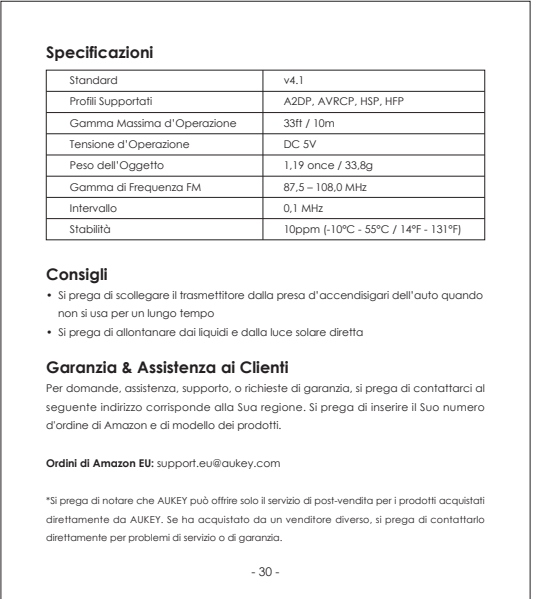 Specificazioni
Standard v4.1
Profili Supportati A2DP, AVRCP, HSP, HFP
Gamma Massima d'Operazione 33ft / 10m
Tensione d'Operazione DC 5V
Peso dell'Oggetto 1,19 once / 33,8g
Gamma di Frequenza FM 87,5 – 108,0 MHz
Intervallo 0,1 MHz
Stabilità 10ppm (-10°C - 55°C / 14°F - 131°F)
Consigli
• Si prega di scollegare il trasmettitore dalla presa d'accendisigari dell'auto quando
non si usa per un lungo tempo
• Si prega di allontanare dai liquidi e dalla luce solare diretta
Garanzia & Assistenza ai Clienti
Per domande, assistenza, supporto, o richieste di garanzia, si prega di contattarci al
seguente indirizzo corrisponde alla Sua regione. Si prega di inserire il Suo numero
d'ordine di Amazon e di modello dei prodotti.
Ordini di Amazon EU: support.eu@aukey.com
*Si prega di notare che AUKEY può offrire solo il servizio di post-vendita per i prodotti acquistati
direttamente da AUKEY. Se ha acquistato da un venditore diverso, si prega di contattarlo
direttamente per problemi di servizio o di garanzia.
- 30 -